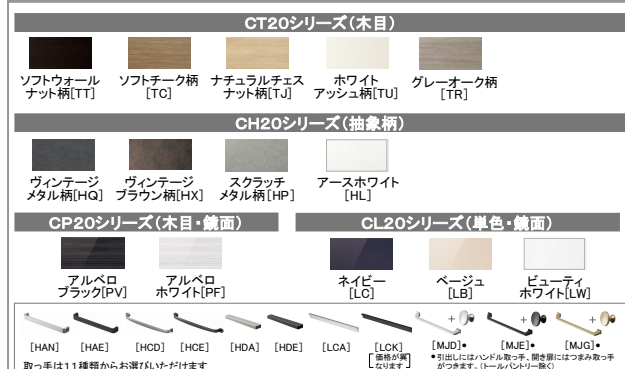 CT20シリーズ(木目)
ソフトウォール
ナット柄[TT]
ソフトチーク柄
[TC]
ナチュラルチェス
ナット柄[TJ]
ホワイト
アッシュ柄[TU]
グレーオーク柄
[TR]
CH20シリーズ(抽象柄)
ヴィンテージ
メタル柄[HQ]
ヴィンテージ
ブラウン柄[HX]
スクラッチ
メタル柄[HP]
アースホワイト
[HL]
CP20シリーズ(木目・鏡面)
アルベロ
ブラック[PV]
アルベロ
ホワイト[PF]
CL20シリーズ(単色・鏡面)
ネイビー
[LC]
ベージュ
[LB]
ビューティ
ホワイト[LW]
[HAN] [HAE] [HCD] [HCE] [HDA] [HDE] [LCA] [LCK] [MJD]● [MJE]● [MJG]●
+ + +
[価格が異
なります]
●引出しにはハンドル取っ手、開き扉にはつまみ取っ手
がつきます。(トールパントリー除く)
取っ手は11種類からお選びいただけます